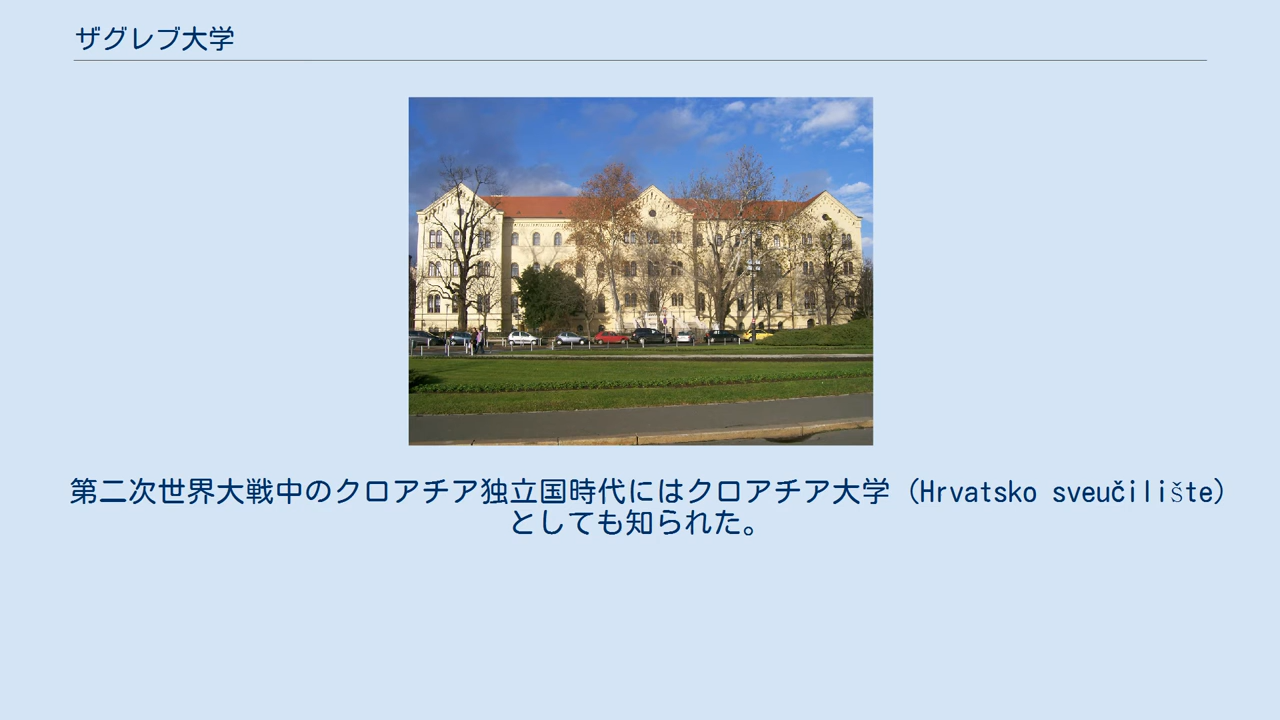 ザグレブ大学
第二次世界大戦中のクロアチア独立国時代にはクロアチア大学（Hrvatsko sveučilište）
としても知られた。